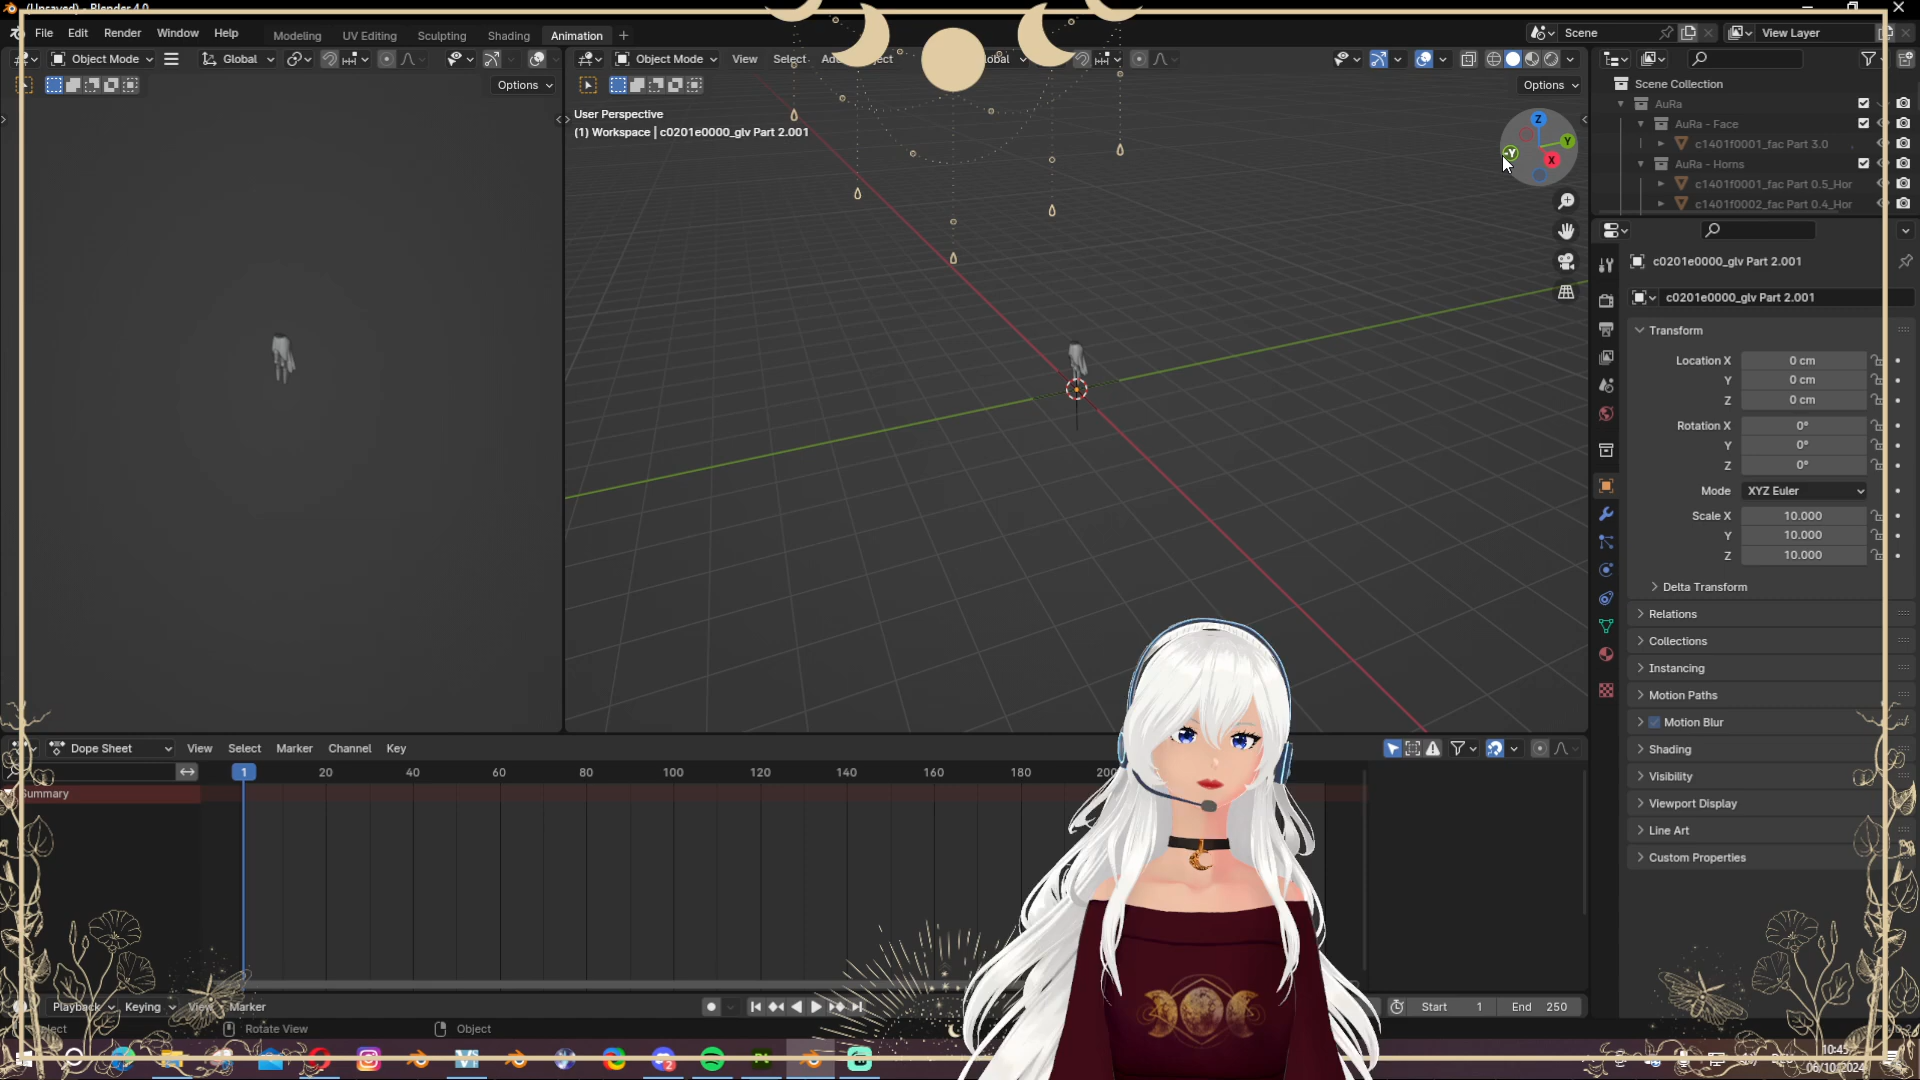 (Unsaved) - Blender 4.0
File Edit Render Window Help
Modeling UV Editing Sculpting Shading Animation +
Scene
View Layer
Object Mode
Global
Object Mode
View Select
Options
Options
User Perspective
(1) Workspace | c0201e0000_glv Part 2.001
Z
Y
-Y
X
Scene Collection
AuRa
AuRa - Face
c1401f0001_fac Part 3.0
AuRa - Horns
c1401f0001_fac Part 0.5_Hor
c1401f0002_fac Part 0.4_Hor
c0201e0000_glv Part 2.001
c0201e0000_glv Part 2.001
Transform
Location X 0 cm
Y 0 cm
Z 0 cm
Rotation X 0°
Y 0°
Z 0°
Mode XYZ Euler
Scale X 10.000
Y 10.000
Z 10.000
Delta Transform
Relations
Collections
Instancing
Motion Paths
Motion Blur
Shading
Visibility
Viewport Display
Line Art
Custom Properties
Dope Sheet View Select Marker Channel Key
1 20 40 60 80 100 120 140 160 180 200
Summary
Playback Keying View Marker
Start 1 End 250
Rotate View
Object
10:45
06/10/2024